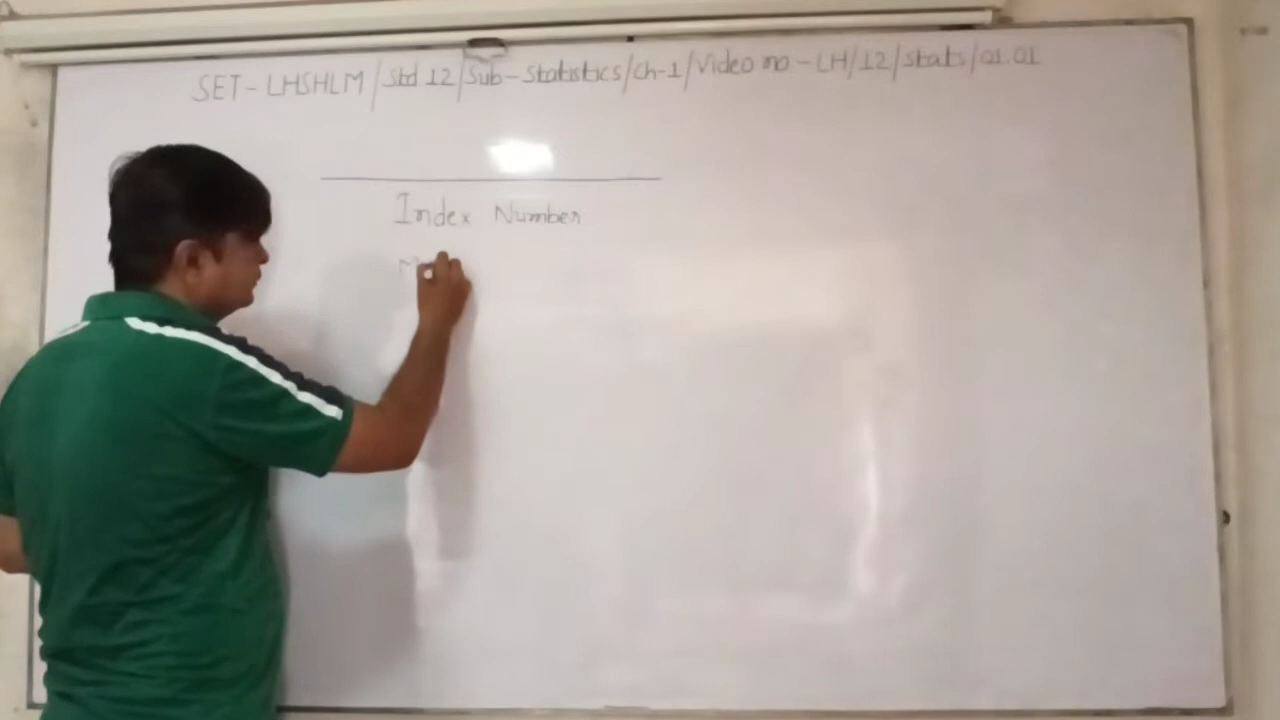 SET - LHSHLM / Std 12 / Sub - Statistics / Ch-1 / Video no - LH/12/Stats/01.01
Index Number